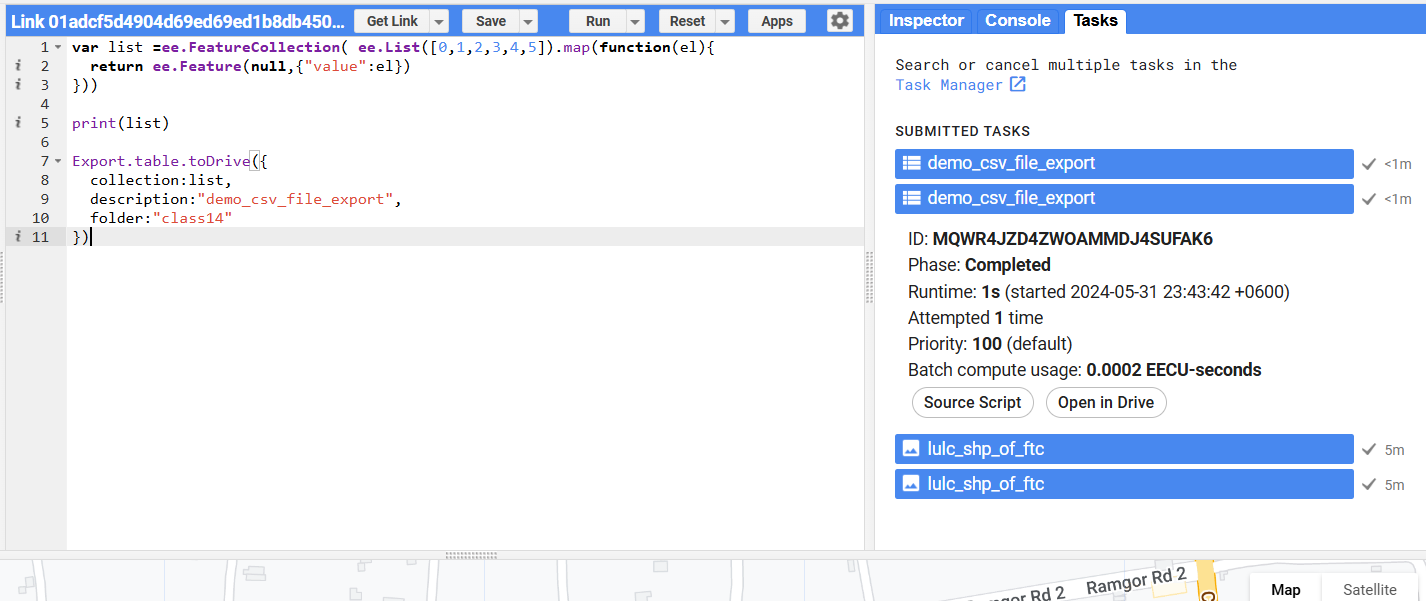 Link 01adcf5d4904d69ed69ed1b8db450... Get Link Save Run Reset Apps
Inspector Console Tasks
1 var list =ee.FeatureCollection( ee.List([0,1,2,3,4,5]).map(function(el){
i 2 return ee.Feature(null,{"value":el})
i 3 }))
4
i 5 print(list)
6
7 Export.table.toDrive({
8 collection:list,
9 description:"demo_csv_file_export",
10 folder:"class14"
i 11 })
Search or cancel multiple tasks in the
Task Manager
SUBMITTED TASKS
demo_csv_file_export <1m
demo_csv_file_export <1m
ID: MQWR4JZD4ZWOAMMDJ4SUFAK6
Phase: Completed
Runtime: 1s (started 2024-05-31 23:43:42 +0600)
Attempted 1 time
Priority: 100 (default)
Batch compute usage: 0.0002 EECU-seconds
Source Script Open in Drive
lulc_shp_of_ftc 5m
lulc_shp_of_ftc 5m
Rd 2 Ramgor Rd 2
Map Satellite